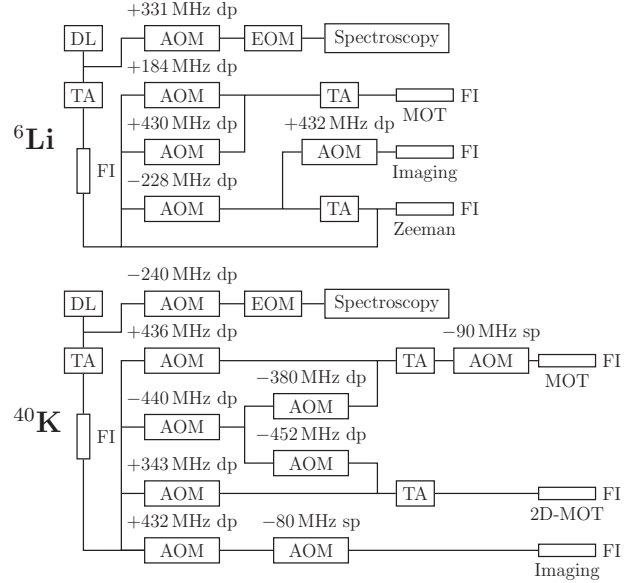 +331 MHz dp
DL AOM EOM Spectroscopy
+184 MHz dp
TA AOM TA FI
MOT
⁶Li
+430 MHz dp +432 MHz dp
FI AOM AOM FI
Imaging
−228 MHz dp
AOM TA FI
Zeeman
−240 MHz dp
DL AOM EOM Spectroscopy
+436 MHz dp −90 MHz sp
TA AOM TA AOM FI
MOT
−380 MHz dp
AOM
⁴⁰K
−440 MHz dp
FI AOM
−452 MHz dp
AOM
+343 MHz dp
AOM TA FI
2D-MOT
+432 MHz dp −80 MHz sp
AOM AOM FI
Imaging